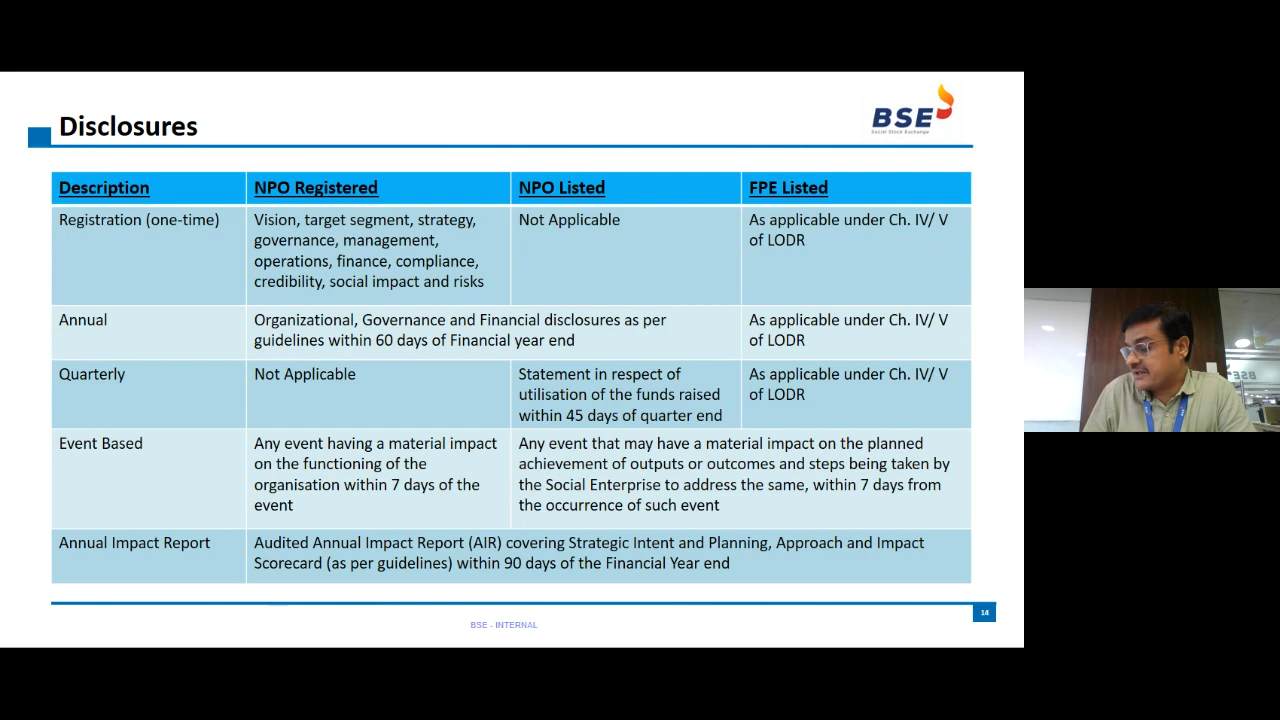 Disclosures
BSE
Social Stock Exchange
Description
NPO Registered
NPO Listed
FPE Listed
Registration (one-time)
Vision, target segment, strategy,
governance, management,
operations, finance, compliance,
credibility, social impact and risks
Not Applicable
As applicable under Ch. IV/ V
of LODR
Annual
Organizational, Governance and Financial disclosures as per
guidelines within 60 days of Financial year end
As applicable under Ch. IV/ V
of LODR
Quarterly
Not Applicable
Statement in respect of
utilisation of the funds raised
within 45 days of quarter end
As applicable under Ch. IV/ V
of LODR
Event Based
Any event having a material impact
on the functioning of the
organisation within 7 days of the
event
Any event that may have a material impact on the planned
achievement of outputs or outcomes and steps being taken by
the Social Enterprise to address the same, within 7 days from
the occurrence of such event
Annual Impact Report
Audited Annual Impact Report (AIR) covering Strategic Intent and Planning, Approach and Impact
Scorecard (as per guidelines) within 90 days of the Financial Year end
14
BSE - INTERNAL